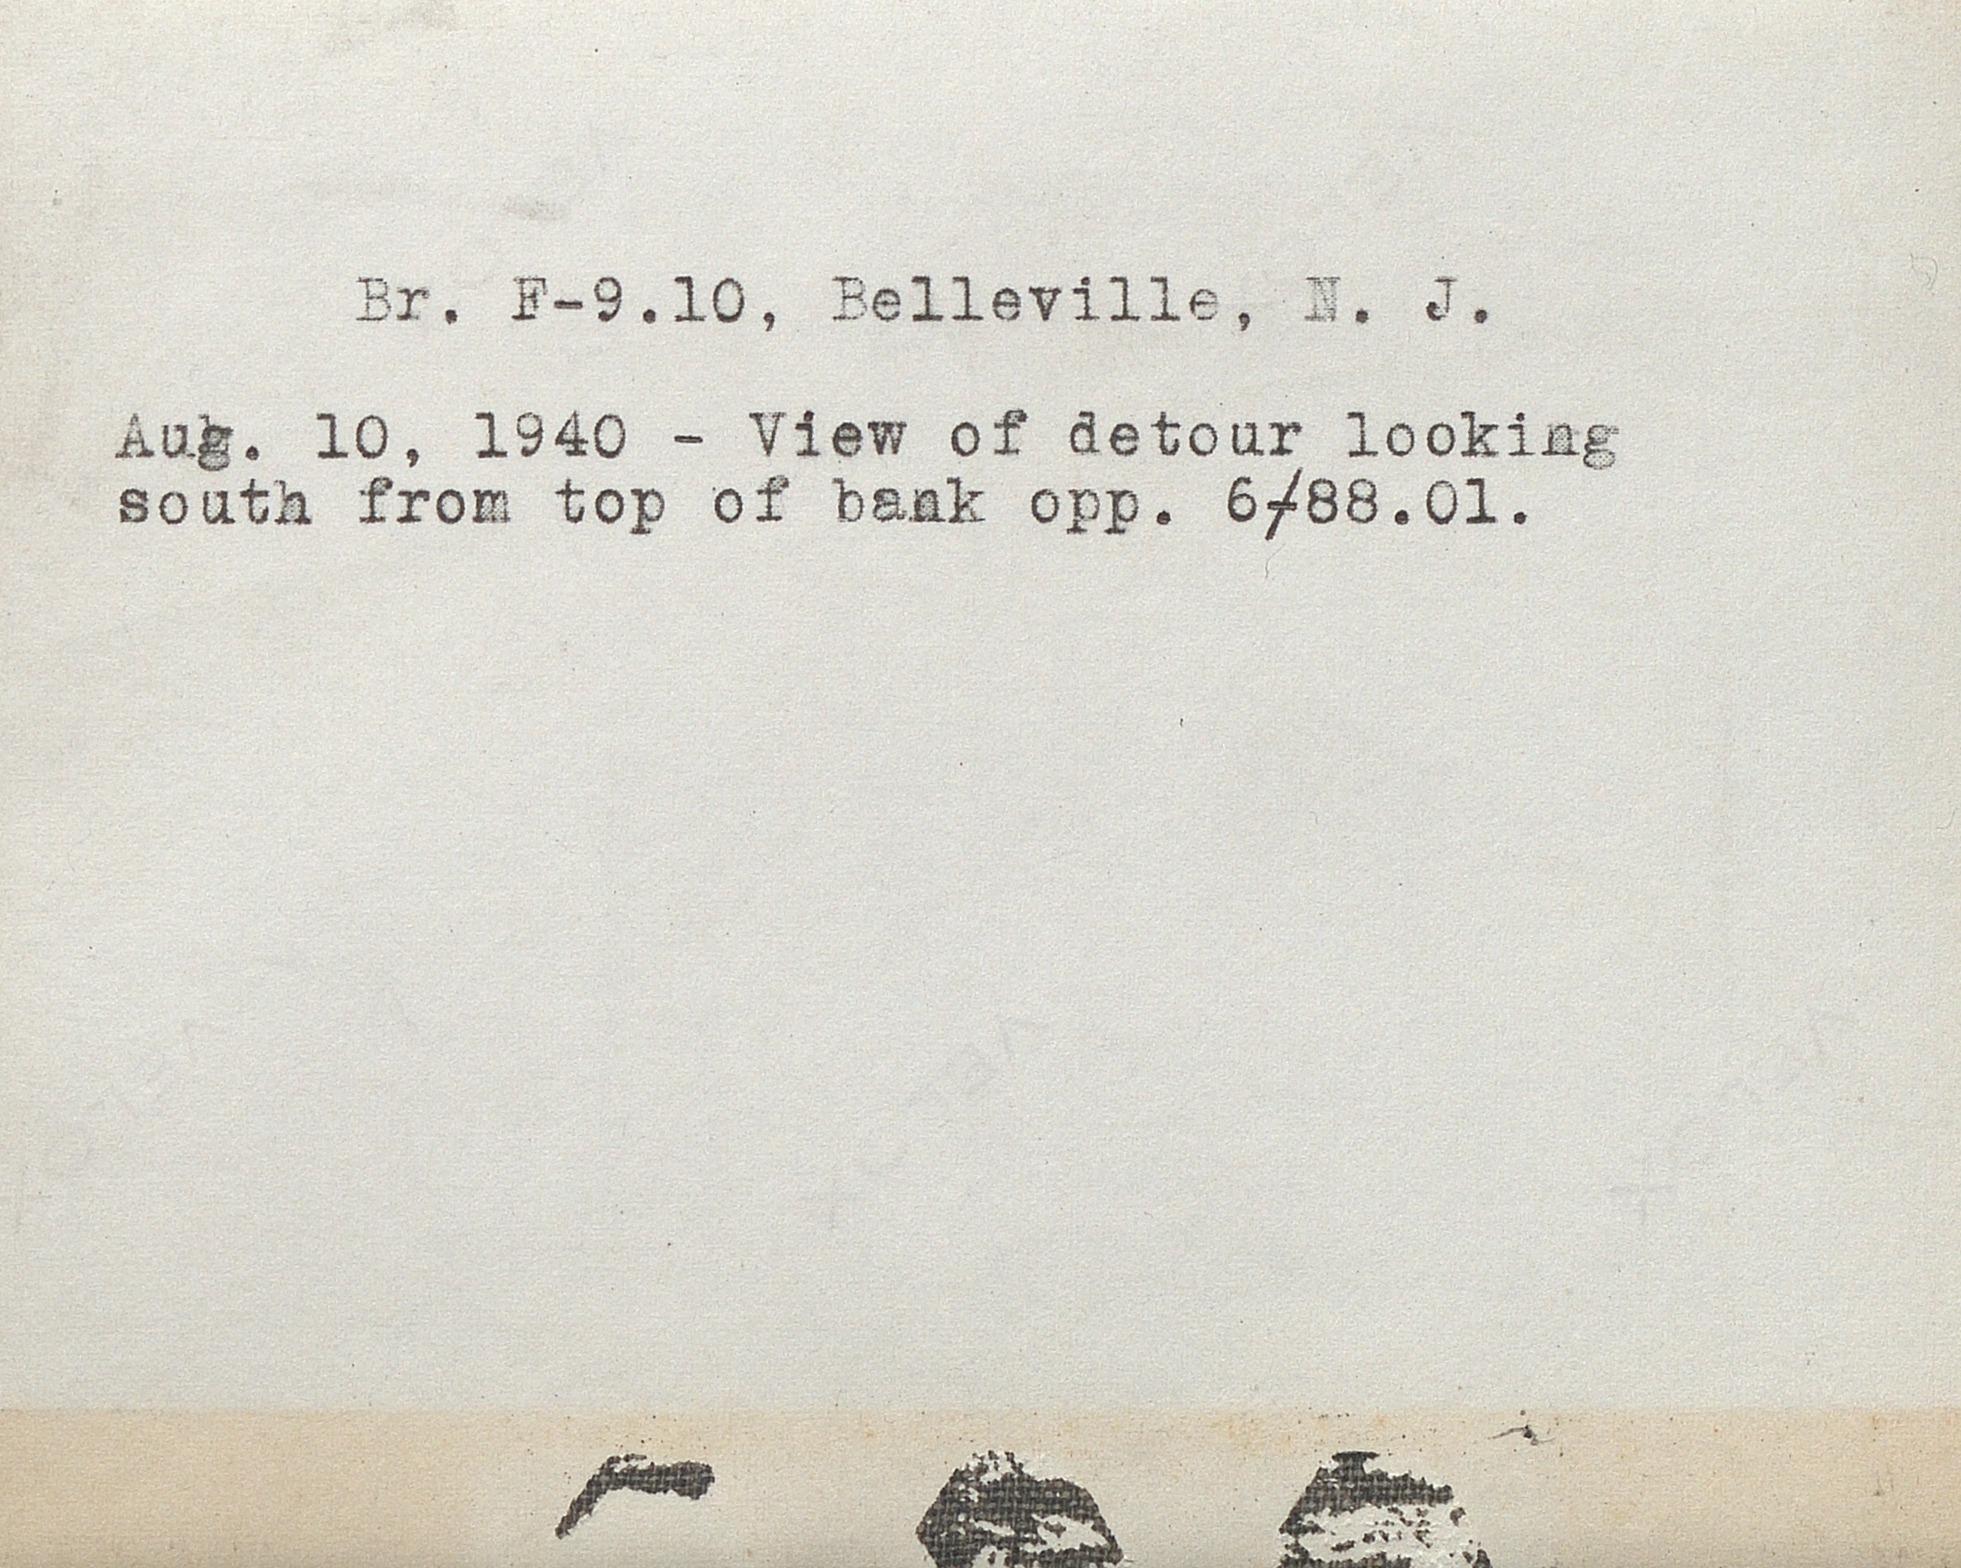 Br. F-9.10, Belleville, N. J.
Aug. 10, 1940 - View of detour looking
south from top of bank opp. 6+88.01.